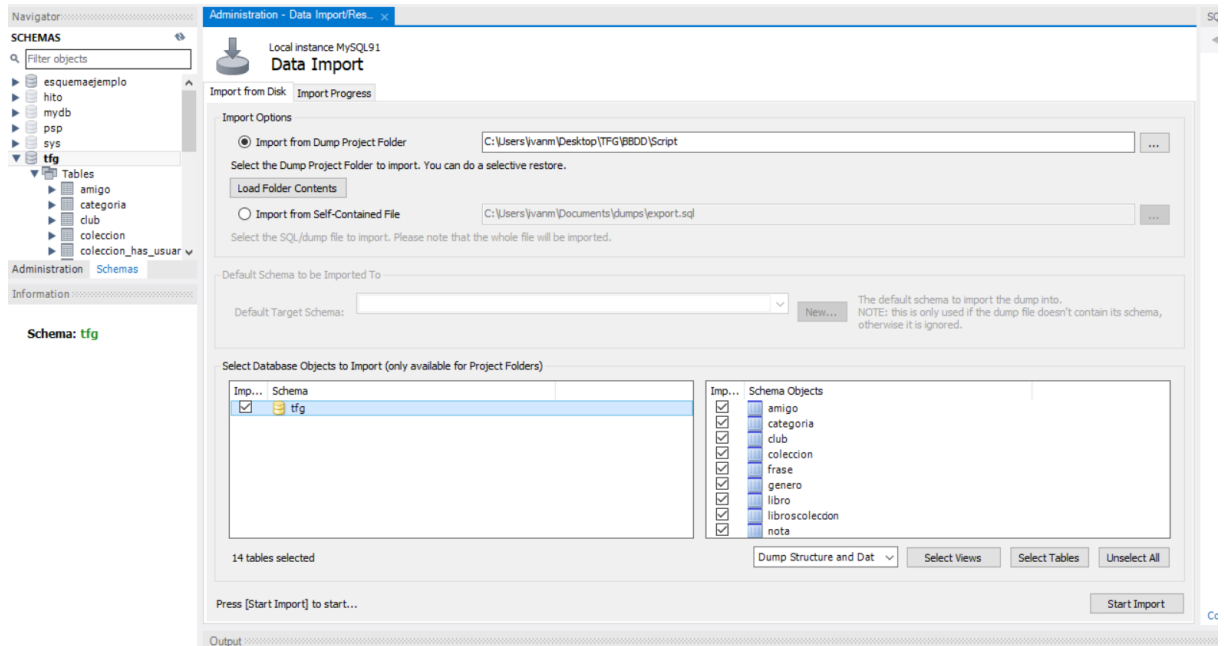 Navigator
SCHEMAS
Filter objects
esquemaejemplo
hito
mydb
psp
sys
tfg
Tables
amigo
categoria
club
coleccion
coleccion_has_usuar
Administration Schemas
Information
Schema: tfg
Administration - Data Import/Res... ×
Local instance MySQL91
Data Import
Import from Disk Import Progress
Import Options
Import from Dump Project Folder C:\Users\ivanm\Desktop\TFG\BBDD\Script ...
Select the Dump Project Folder to import. You can do a selective restore.
Load Folder Contents
Import from Self-Contained File C:\Users\ivanm\Documents\dumps\export.sql ...
Select the SQL/dump file to import. Please note that the whole file will be imported.
Default Schema to be Imported To
Default Target Schema: New...
The default schema to import the dump into.
NOTE: this is only used if the dump file doesn't contain its schema,
otherwise it is ignored.
Select Database Objects to Import (only available for Project Folders)
Imp... Schema
tfg
Imp... Schema Objects
amigo
categoria
club
coleccion
frase
genero
libro
libroscoleccion
nota
14 tables selected
Dump Structure and Dat Select Views Select Tables Unselect All
Press [Start Import] to start...
Start Import
Output
SQ
Co